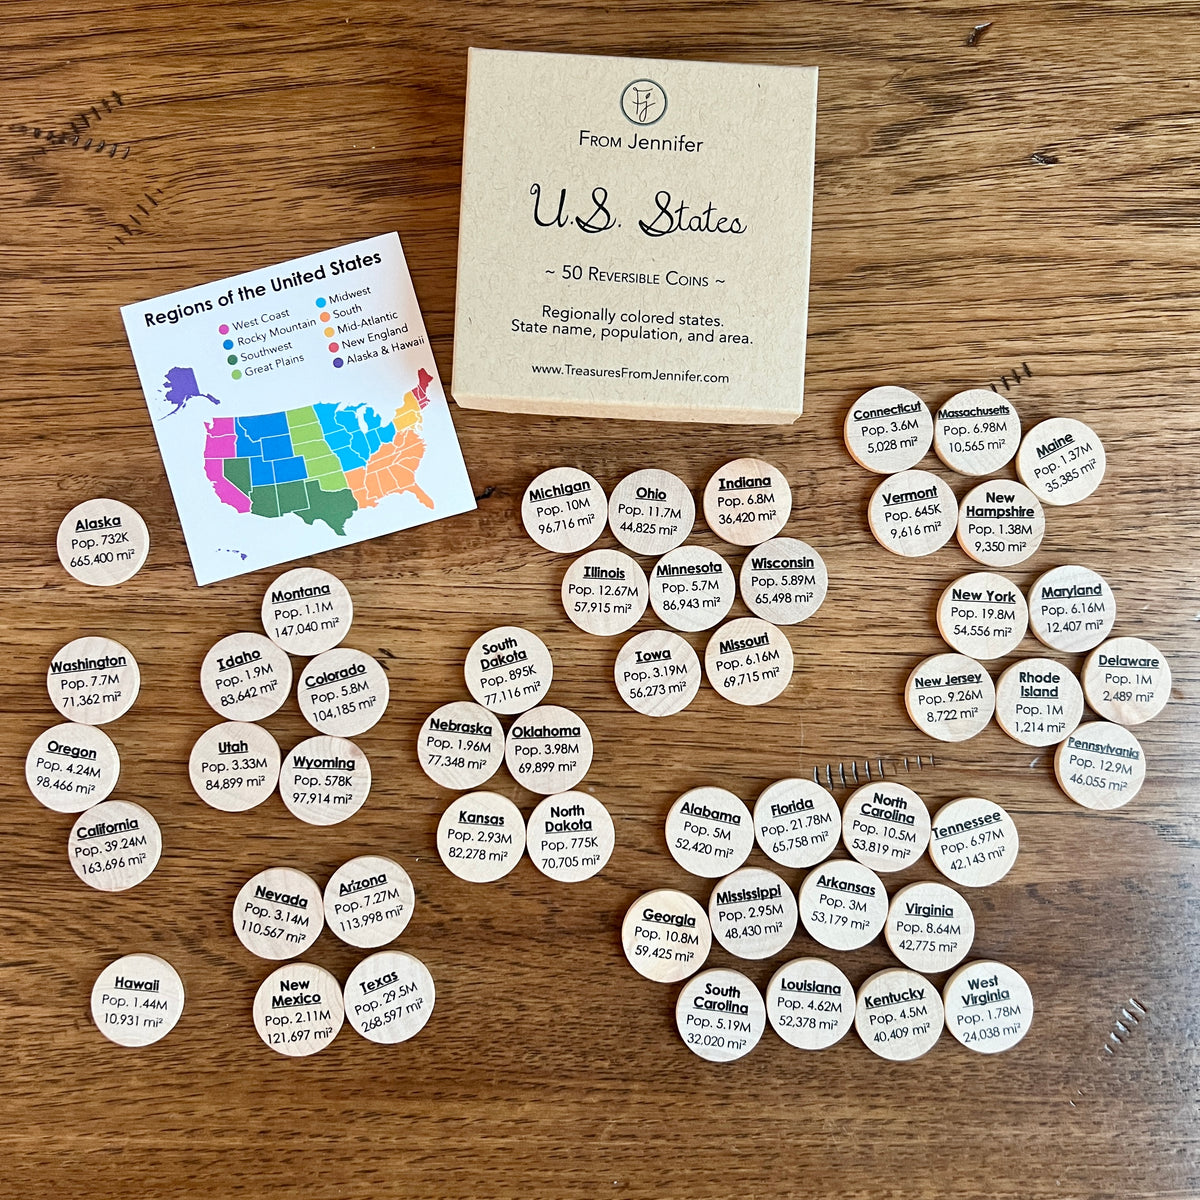 Fj
From Jennifer
U.S. States
~ 50 Reversible Coins ~
Regionally colored states.
State name, population, and area.
www.TreasuresFromJennifer.com
Regions of the United States
West Coast
Rocky Mountain
Southwest
Great Plains
Midwest
South
Mid-Atlantic
New England
Alaska & Hawaii
Alaska
Pop. 732K
665,400 mi²
Washington
Pop. 7.7M
71,362 mi²
Oregon
Pop. 4.24M
98,466 mi²
California
Pop. 39.24M
163,696 mi²
Hawaii
Pop. 1.44M
10,931 mi²
Montana
Pop. 1.1M
147,040 mi²
Idaho
Pop. 1.9M
83,642 mi²
Colorado
Pop. 5.8M
104,185 mi²
Utah
Pop. 3.33M
84,899 mi²
Wyoming
Pop. 578K
97,914 mi²
Nevada
Pop. 3.14M
110,567 mi²
Arizona
Pop. 7.27M
113,998 mi²
New
Mexico
Pop. 2.11M
121,697 mi²
Texas
Pop. 29.5M
268,597 mi²
South
Dakota
Pop. 895K
77,116 mi²
Nebraska
Pop. 1.96M
77,348 mi²
Oklahoma
Pop. 3.98M
69,899 mi²
Kansas
Pop. 2.93M
82,278 mi²
North
Dakota
Pop. 775K
70,705 mi²
Michigan
Pop. 10M
96,716 mi²
Ohio
Pop. 11.7M
44,825 mi²
Indiana
Pop. 6.8M
36,420 mi²
Illinois
Pop. 12.67M
57,915 mi²
Minnesota
Pop. 5.7M
86,943 mi²
Wisconsin
Pop. 5.89M
65,498 mi²
Iowa
Pop. 3.19M
56,273 mi²
Missouri
Pop. 6.16M
69,715 mi²
Connecticut
Pop. 3.6M
5,028 mi²
Massachusetts
Pop. 6.98M
10,565 mi²
Maine
Pop. 1.37M
35,385 mi²
Vermont
Pop. 645K
9,616 mi²
New
Hampshire
Pop. 1.38M
9,350 mi²
New York
Pop. 19.8M
54,556 mi²
Maryland
Pop. 6.16M
12,407 mi²
New Jersey
Pop. 9.26M
8,722 mi²
Rhode
Island
Pop. 1M
1,214 mi²
Delaware
Pop. 1M
2,489 mi²
Pennsylvania
Pop. 12.9M
46,055 mi²
Alabama
Pop. 5M
52,420 mi²
Florida
Pop. 21.78M
65,758 mi²
North
Carolina
Pop. 10.5M
53,819 mi²
Tennessee
Pop. 6.97M
42,143 mi²
Georgia
Pop. 10.8M
59,425 mi²
Mississippi
Pop. 2.95M
48,430 mi²
Arkansas
Pop. 3M
53,179 mi²
Virginia
Pop. 8.64M
42,775 mi²
South
Carolina
Pop. 5.19M
32,020 mi²
Louisiana
Pop. 4.62M
52,378 mi²
Kentucky
Pop. 4.5M
40,409 mi²
West
Virginia
Pop. 1.78M
24,038 mi²